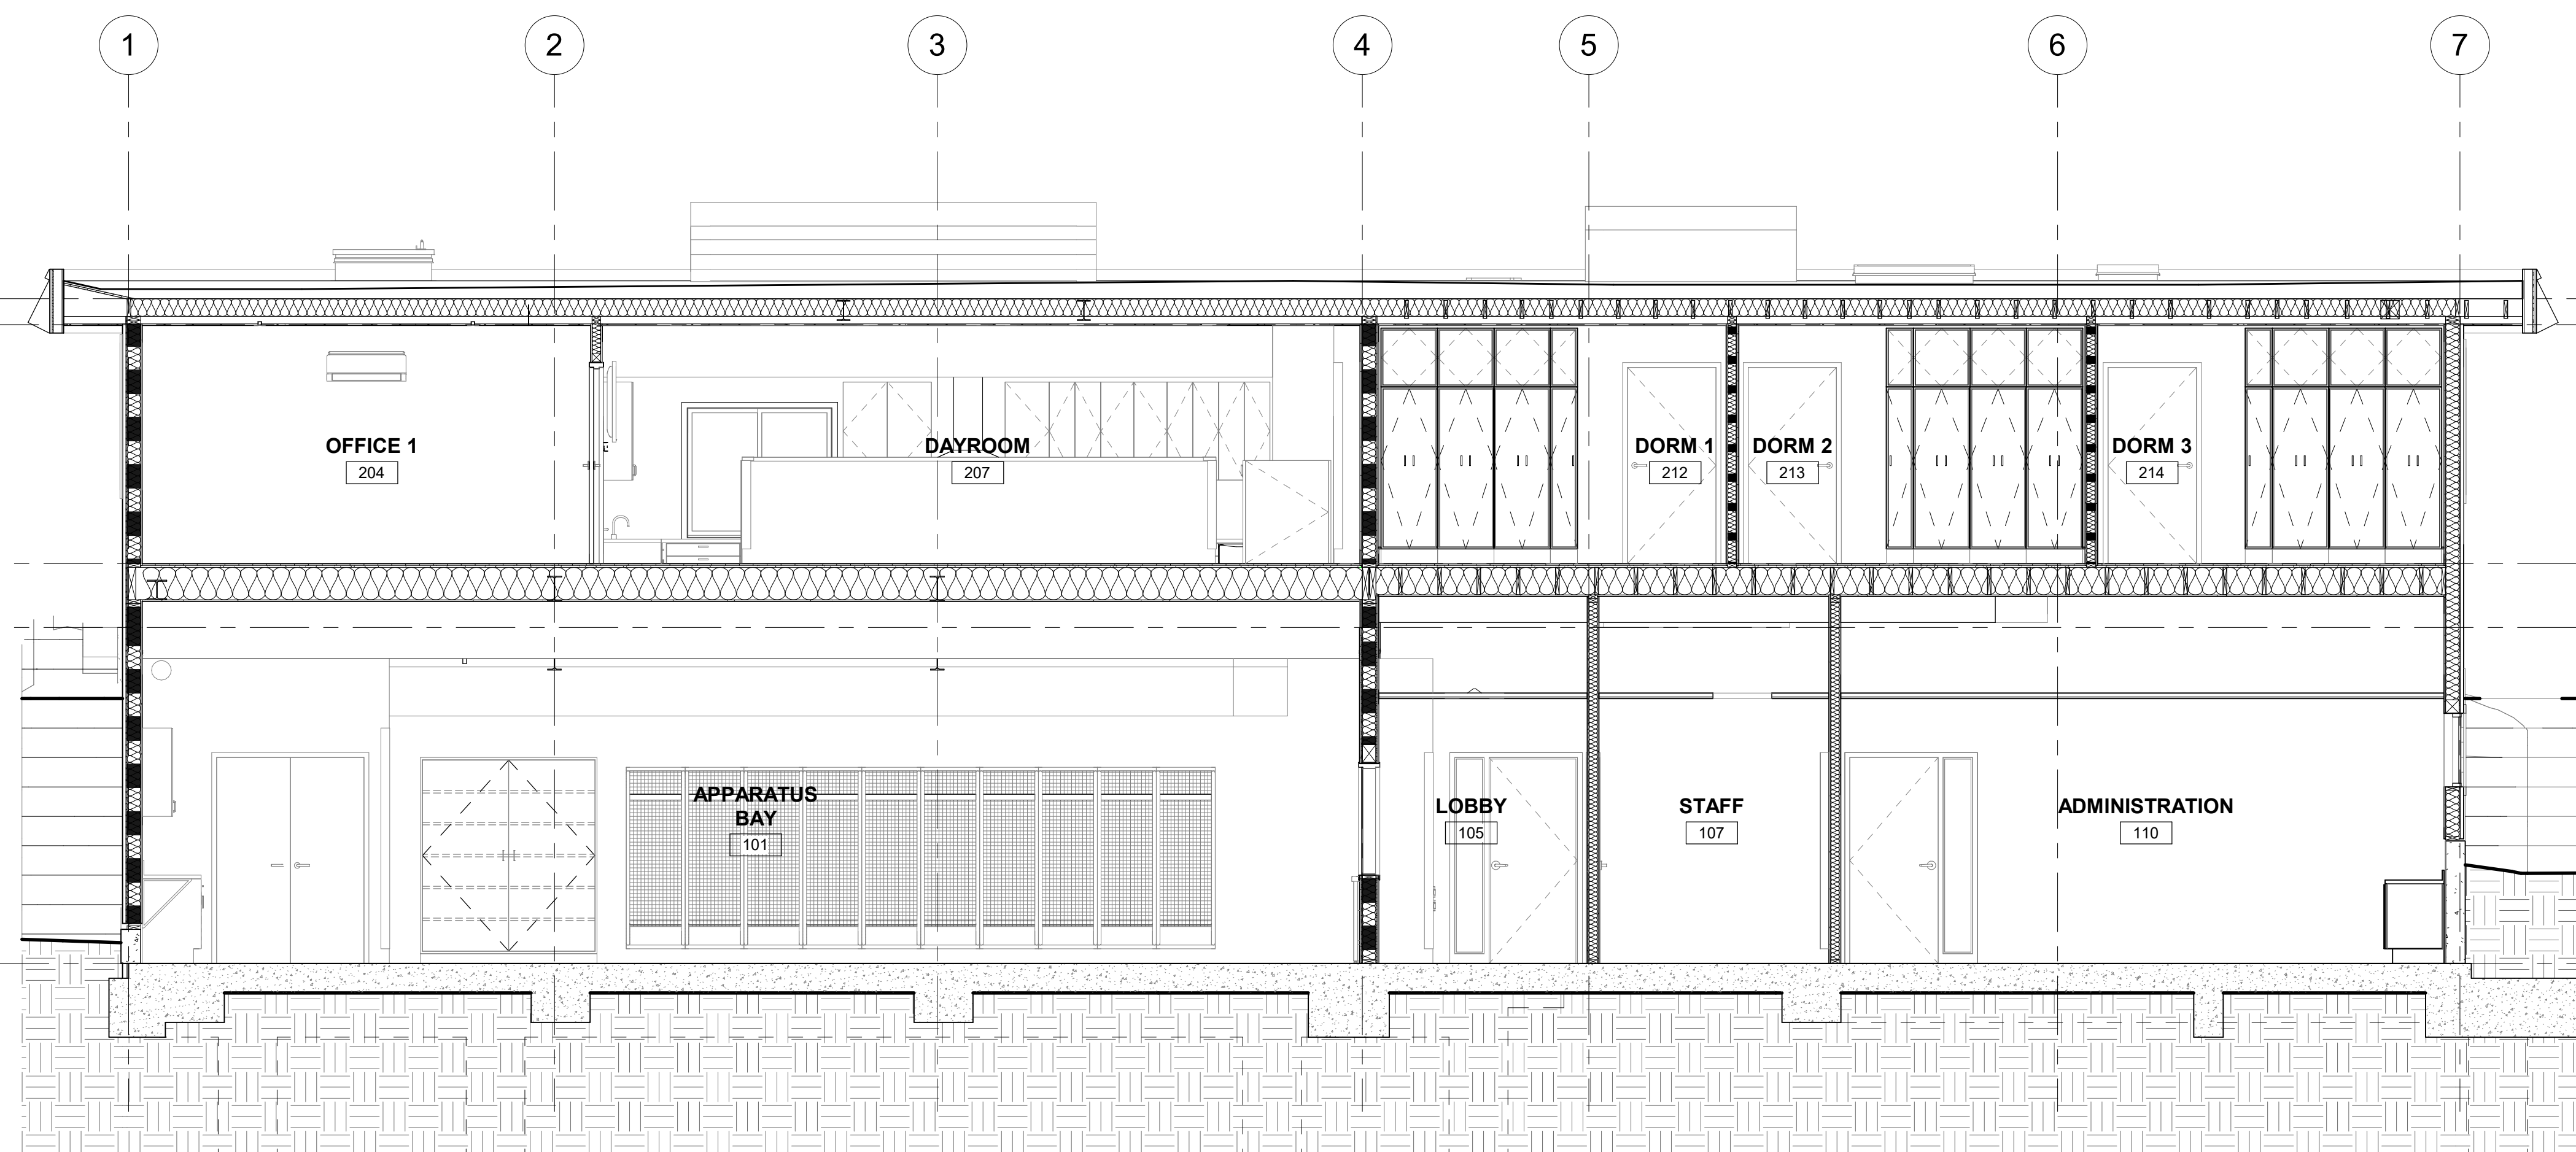 1
2
3
4
5
6
7
OFFICE 1
204
DAYROOM
207
DORM 1
212
DORM 2
213
DORM 3
214
APPARATUS
BAY
101
LOBBY
105
STAFF
107
ADMINISTRATION
110